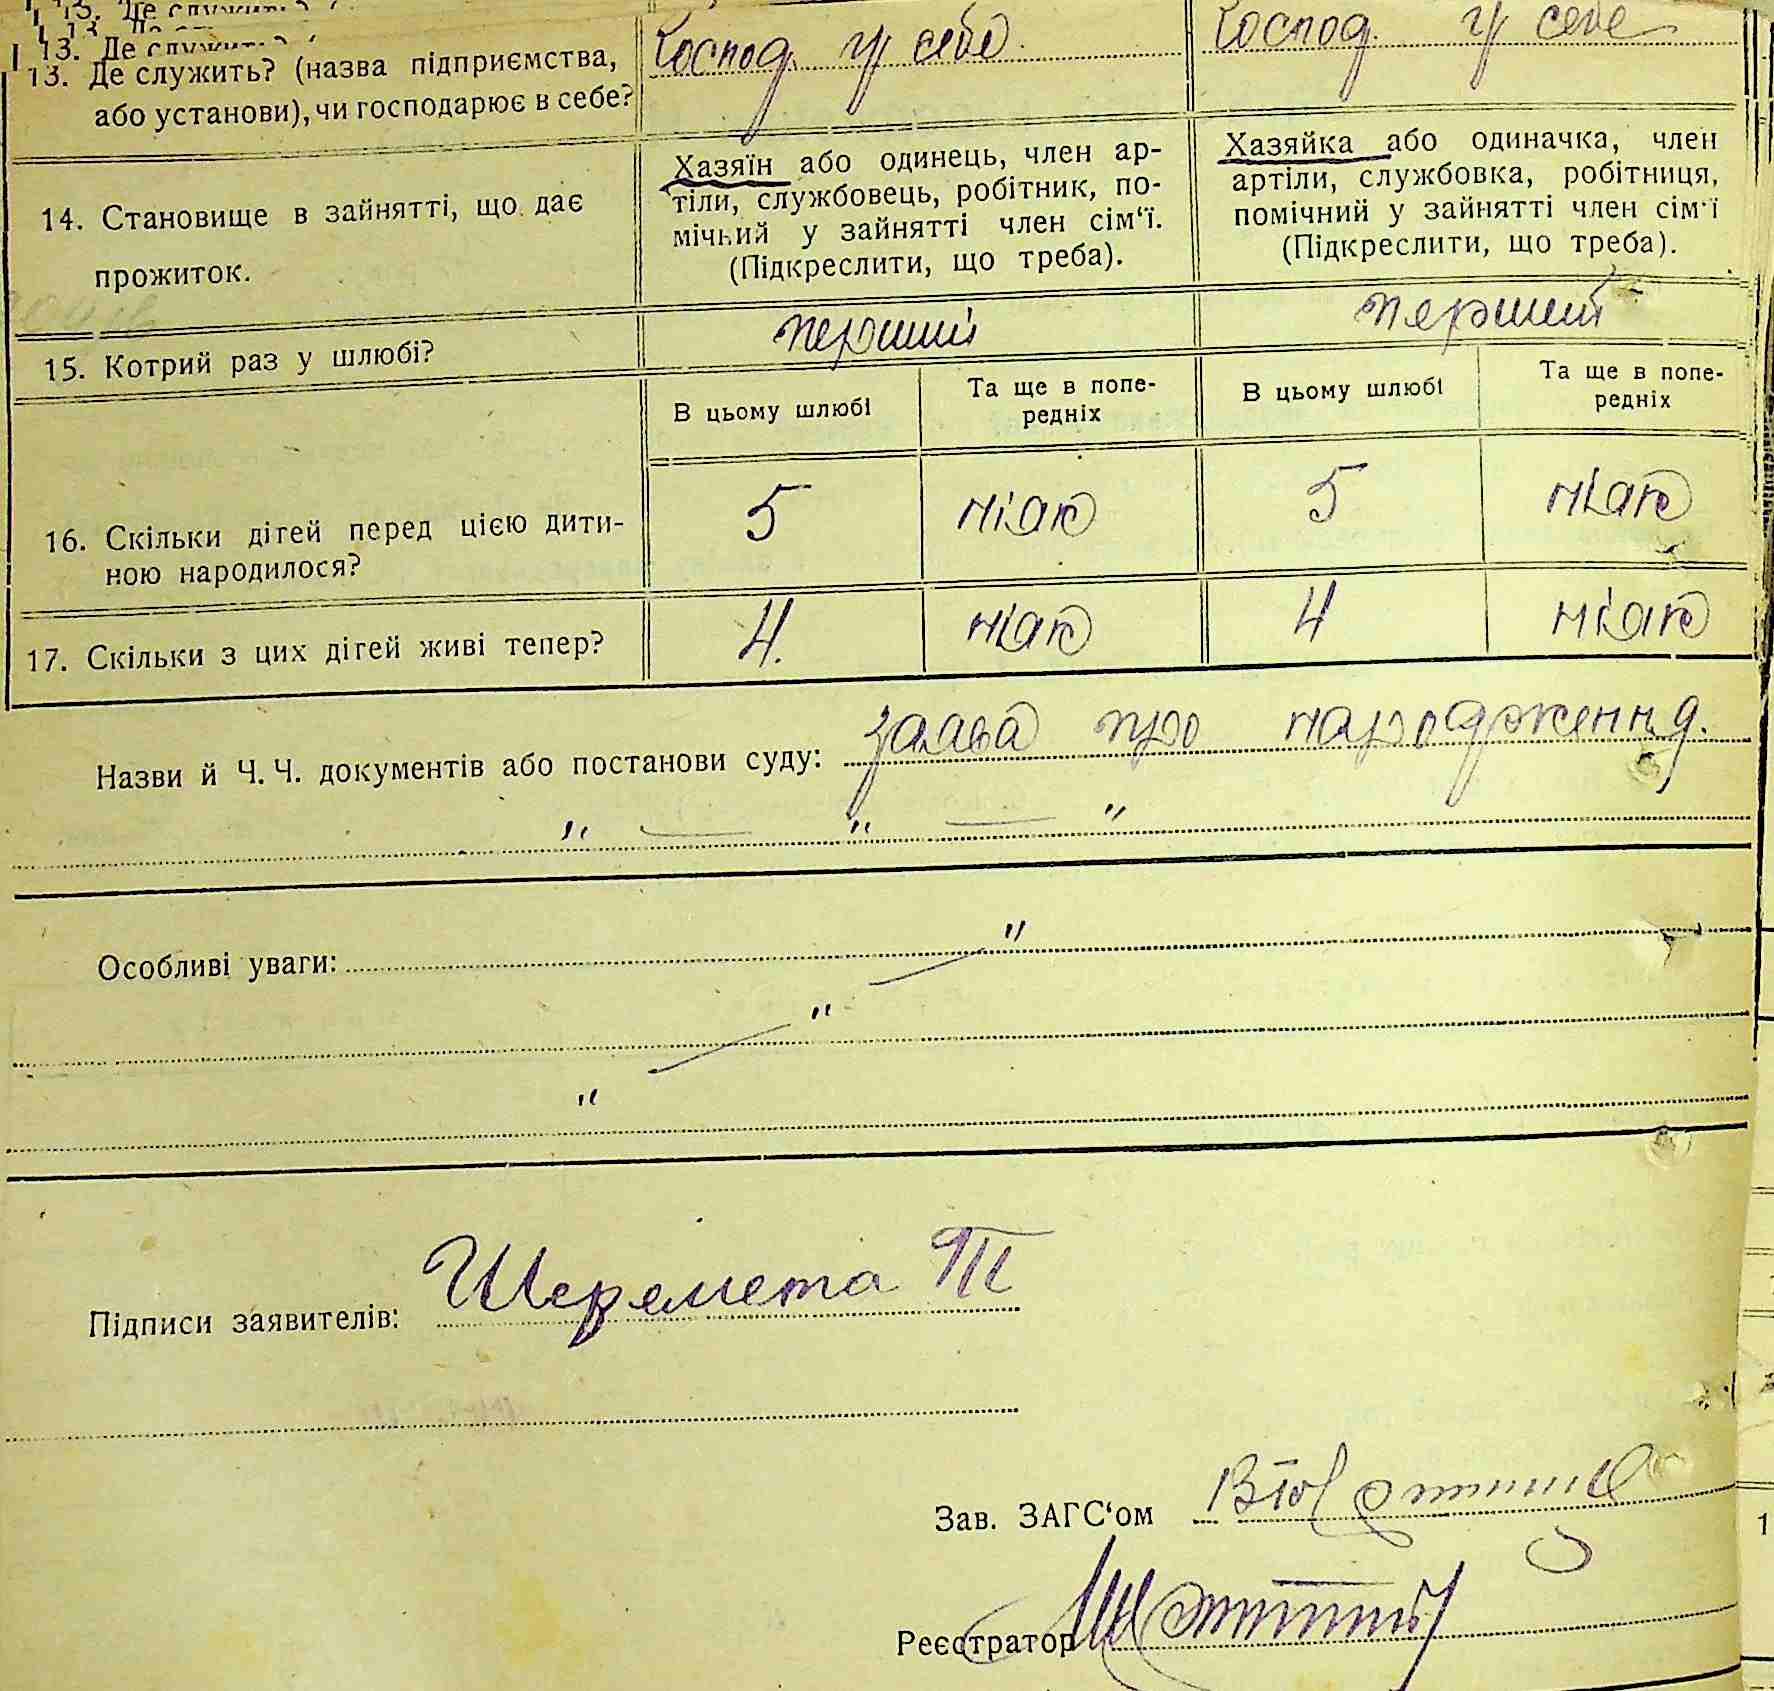 13. Де служить? (назва підприємства,
або установи), чи господарює в себе?
Господ. у себе
Господ. у себе
14. Становище в зайнятті, що дає
прожиток.
Хазяїн або одинець, член ар-
тіли, службовець, робітник, по-
мічний у зайнятті член сім'ї.
(Підкреслити, що треба).
Хазяйка або одиначка, член
артіли, службовка, робітниця,
помічний у зайнятті член сім'ї
(Підкреслити, що треба).
15. Котрий раз у шлюбі?
перший
перший
В цьому шлюбі
Та ще в попе-
редніх
В цьому шлюбі
Та ще в попе-
редніх
16. Скільки дітей перед цією дити-
ною народилося?
5
ніяк
5
ніяк
17. Скільки з цих дітей живі тепер?
4
ніяк
4
ніяк
Назви й Ч. Ч. документів або постанови суду: заява про народження.
" — " — "
Особливі уваги: "
"
"
Підписи заявителів: Шеремета Т
Зав. ЗАГС'ом
Реєстратор